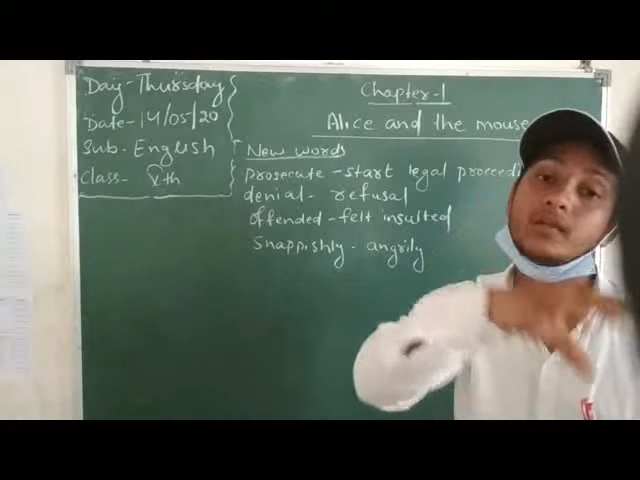 Day-Thursday
Date-14/05/20
Sub-English
Class- Vth
Chapter-1
Alice and the mouse
New words
prosecute - start legal proceedi
denial - refusal
offended - felt insulted
Snappishly - angrily